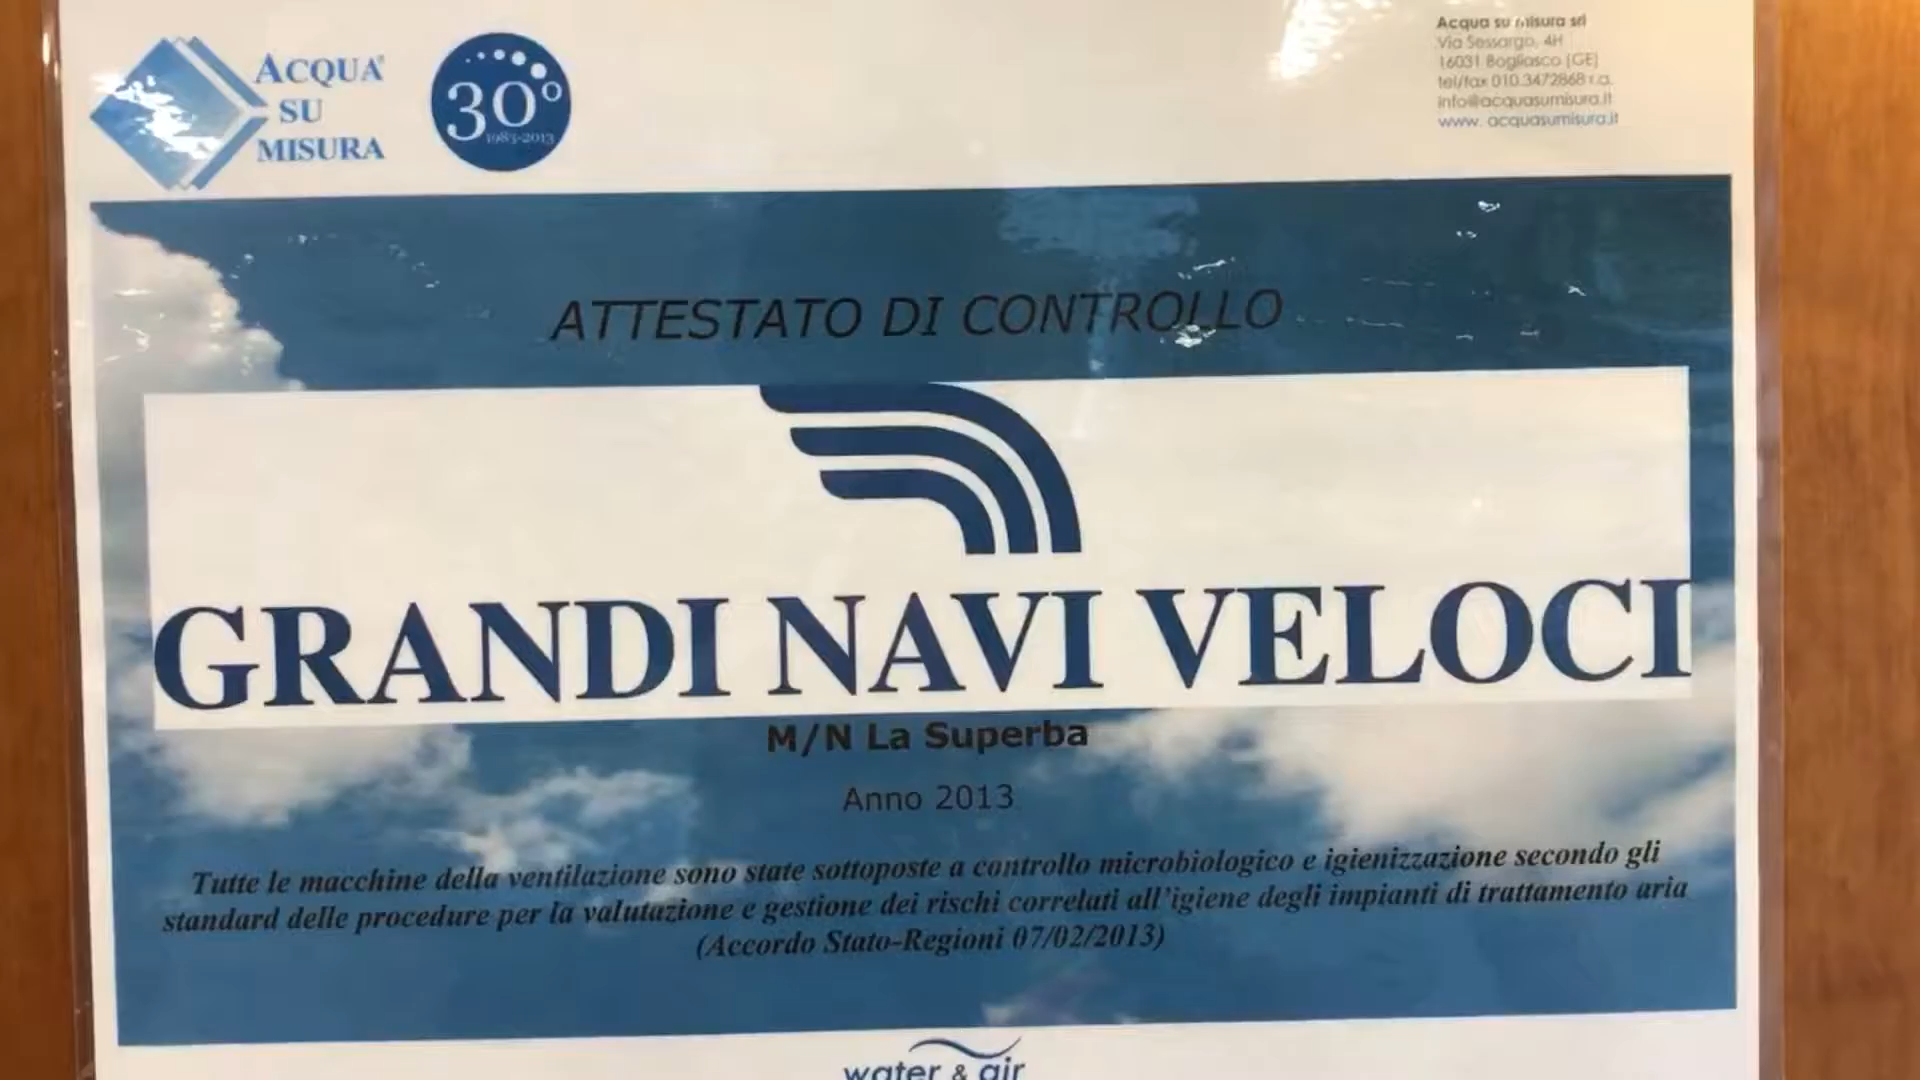 ACQUA®
SU
MISURA
30°
1983-2013
Acqua su misura srl
Via Sessargo, 4H
16031 Bogliasco (GE)
tel/fax 010.3472868 r.a.
info@acquasumisura.it
www. acquasumisura.it
ATTESTATO DI CONTROLLO
GRANDI NAVI VELOCI
M/N La Superba
Anno 2013
Tutte le macchine della ventilazione sono state sottoposte a controllo microbiologico e igienizzazione secondo gli
standard delle procedure per la valutazione e gestione dei rischi correlati all'igiene degli impianti di trattamento aria
(Accordo Stato-Regioni 07/02/2013)
water & air